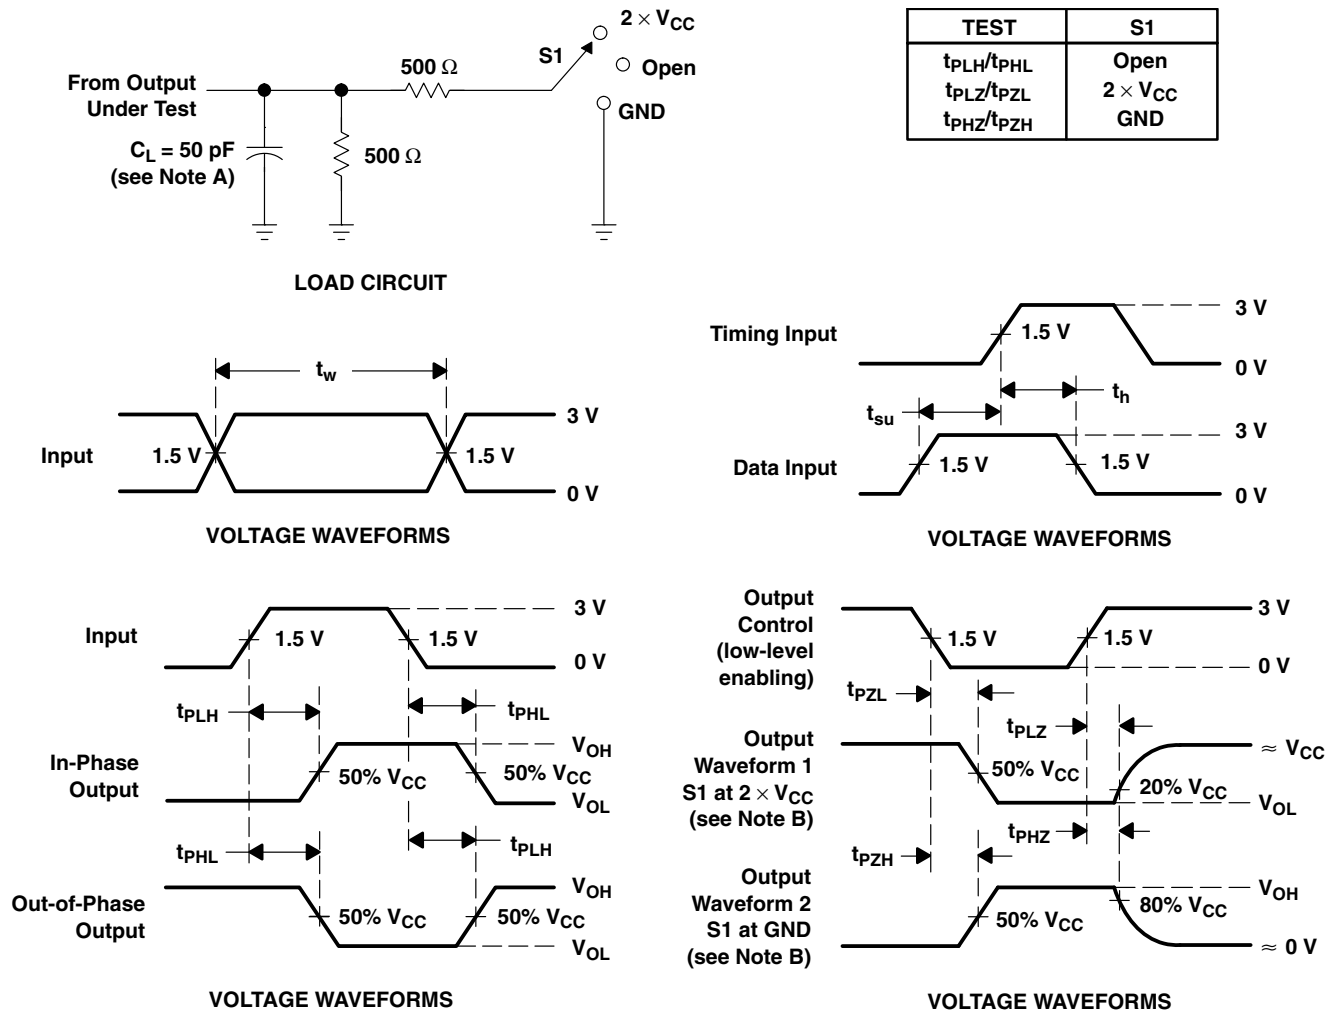 2 × VCC
S1
Open
GND
500 Ω
From Output
Under Test
CL = 50 pF
(see Note A)
500 Ω
LOAD CIRCUIT
TEST S1
tPLH/tPHL Open
tPLZ/tPZL 2 × VCC
tPHZ/tPZH GND
tw
3 V
Input
1.5 V
1.5 V
0 V
VOLTAGE WAVEFORMS
Timing Input
1.5 V
3 V
0 V
th
tsu
3 V
Data Input
1.5 V
1.5 V
0 V
VOLTAGE WAVEFORMS
3 V
Input
1.5 V
1.5 V
0 V
tPLH
tPHL
VOH
In-Phase
Output
50% VCC
50% VCC
VOL
tPHL
tPLH
VOH
Out-of-Phase
Output
50% VCC
50% VCC
VOL
VOLTAGE WAVEFORMS
Output
Control
(low-level
enabling)
3 V
1.5 V
1.5 V
0 V
tPZL
tPLZ
Output
Waveform 1
S1 at 2 × VCC
(see Note B)
≈ VCC
50% VCC
20% VCC
VOL
tPHZ
tPZH
Output
Waveform 2
S1 at GND
(see Note B)
VOH
50% VCC
80% VCC
≈ 0 V
VOLTAGE WAVEFORMS